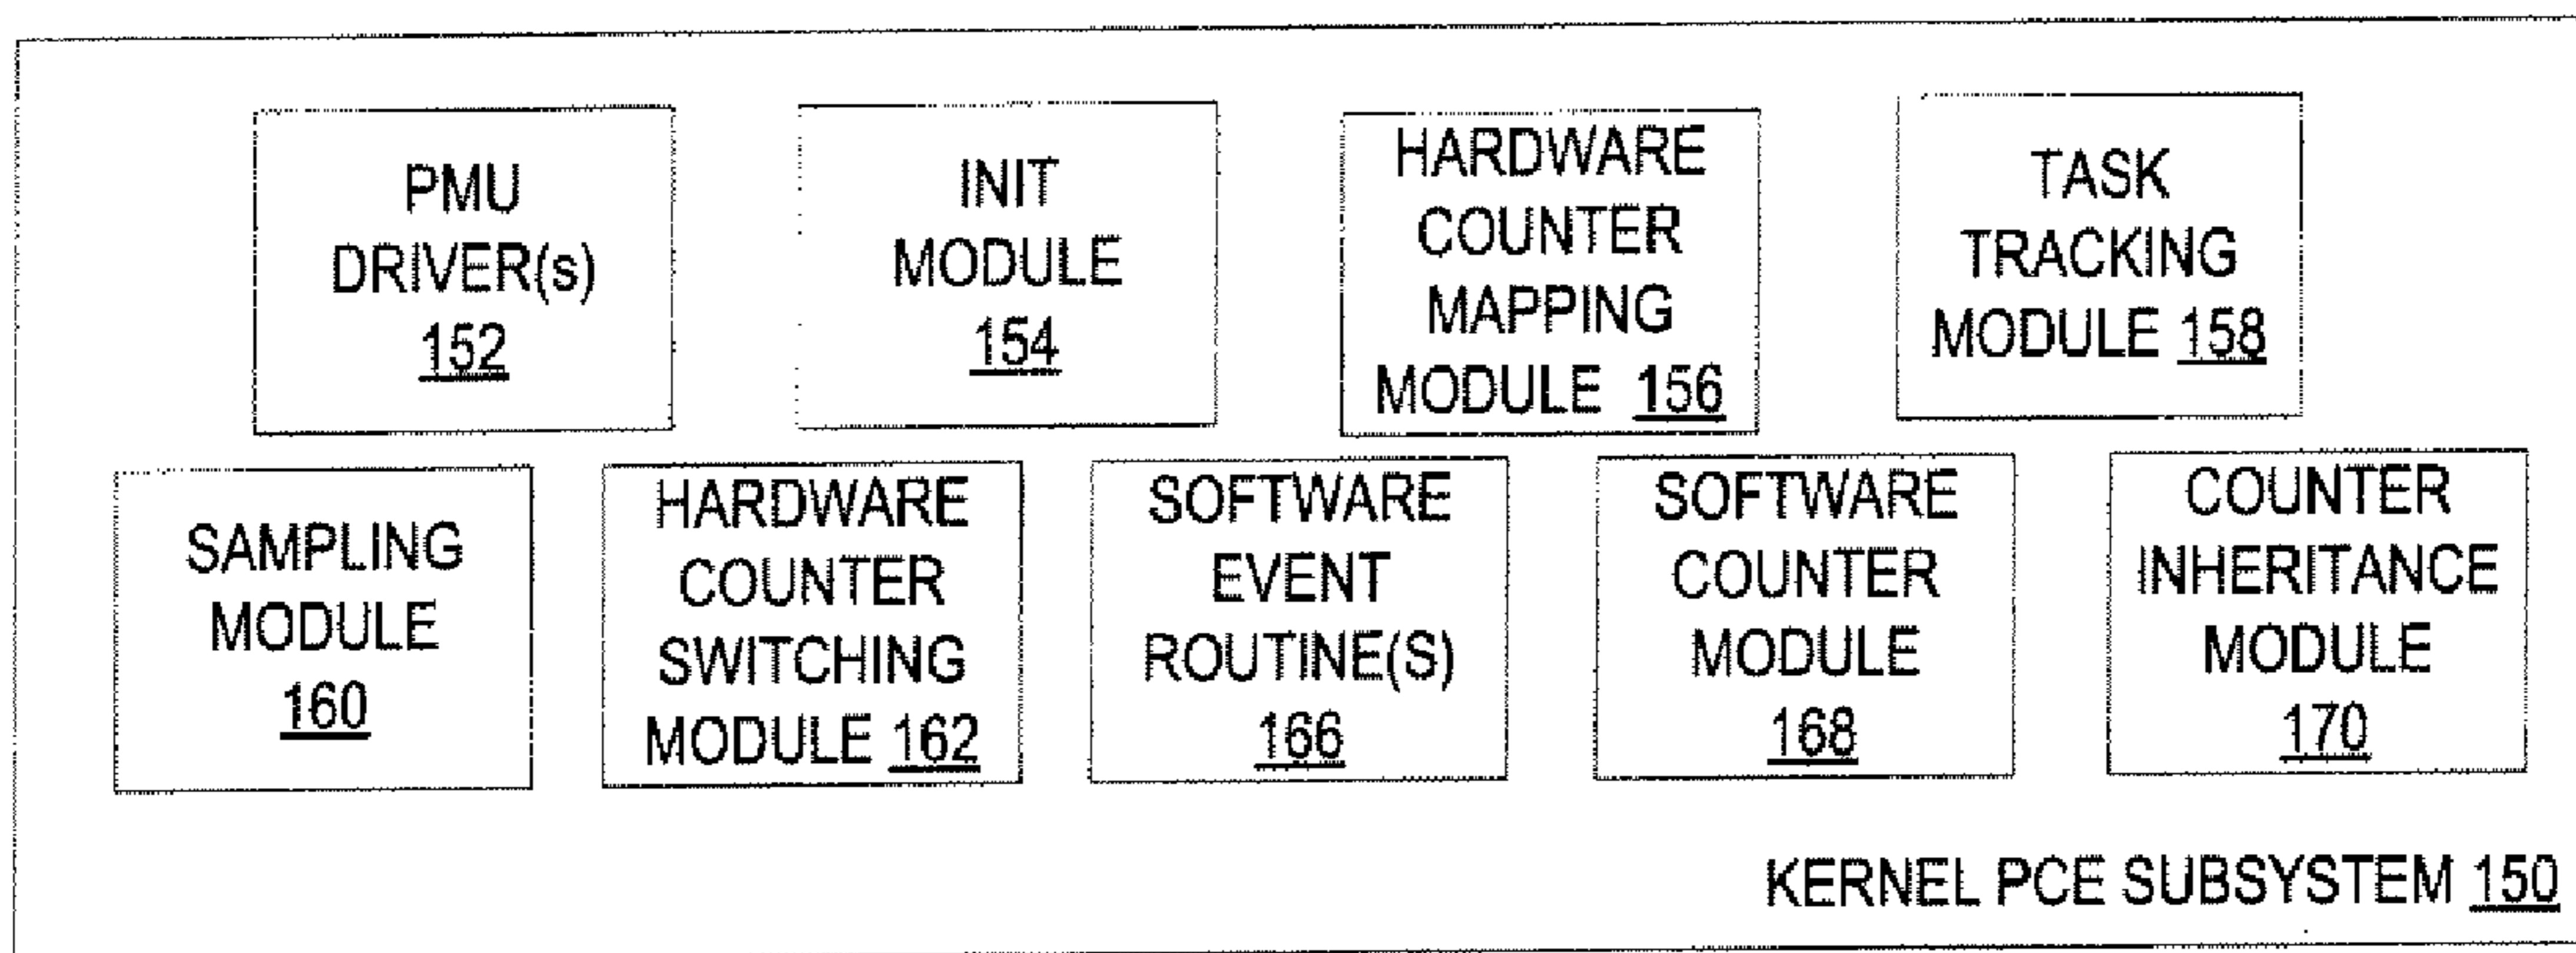 PMU
DRIVER(s)
152
INIT
MODULE
154
HARDWARE
COUNTER
MAPPING
MODULE 156
TASK
TRACKING
MODULE 158
SAMPLING
MODULE
160
HARDWARE
COUNTER
SWITCHING
MODULE 162
SOFTWARE
EVENT
ROUTINE(S)
166
SOFTWARE
COUNTER
MODULE
168
COUNTER
INHERITANCE
MODULE
170
KERNEL PCE SUBSYSTEM 150